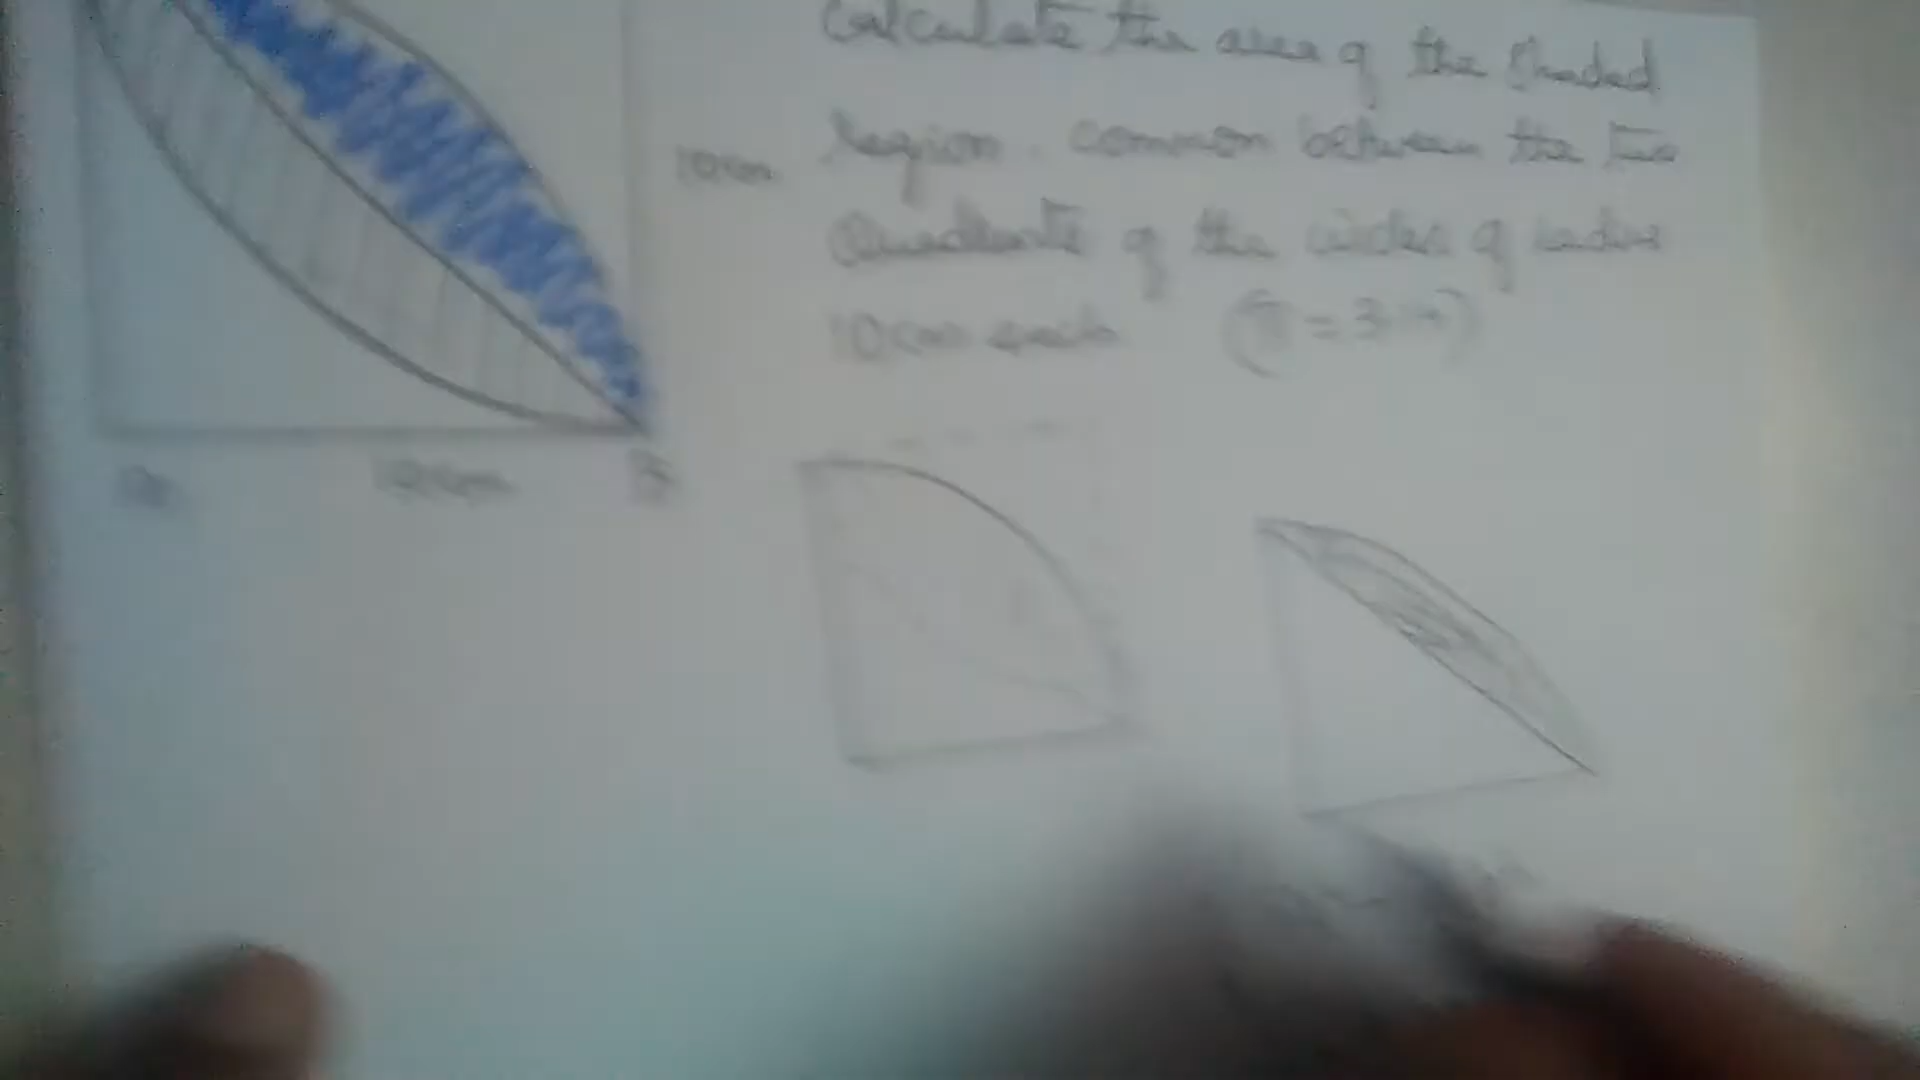 Calculate the area of the Shaded
region. common between the two
Quadrants of the circles of radius
10cm each (π = 3.14)
10cm
10cm B